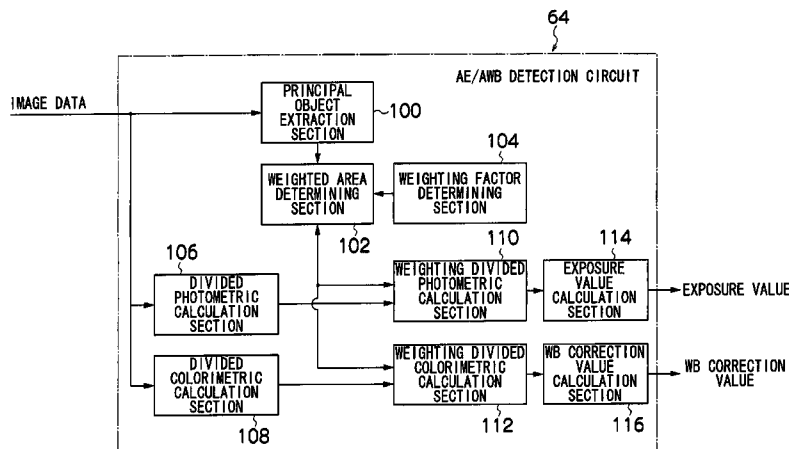 64
AE/AWB DETECTION CIRCUIT
IMAGE DATA
PRINCIPAL
OBJECT
EXTRACTION
SECTION
100
104
WEIGHTED AREA
DETERMINING
SECTION
WEIGHTING FACTOR
DETERMINING
SECTION
102
106
110
114
DIVIDED
PHOTOMETRIC
CALCULATION
SECTION
WEIGHTING DIVIDED
PHOTOMETRIC
CALCULATION
SECTION
EXPOSURE
VALUE
CALCULATION
SECTION
EXPOSURE VALUE
DIVIDED
COLORIMETRIC
CALCULATION
SECTION
WEIGHTING DIVIDED
COLORIMETRIC
CALCULATION
SECTION
WB CORRECTION
VALUE
CALCULATION
SECTION
WB CORRECTION
VALUE
108
112
116